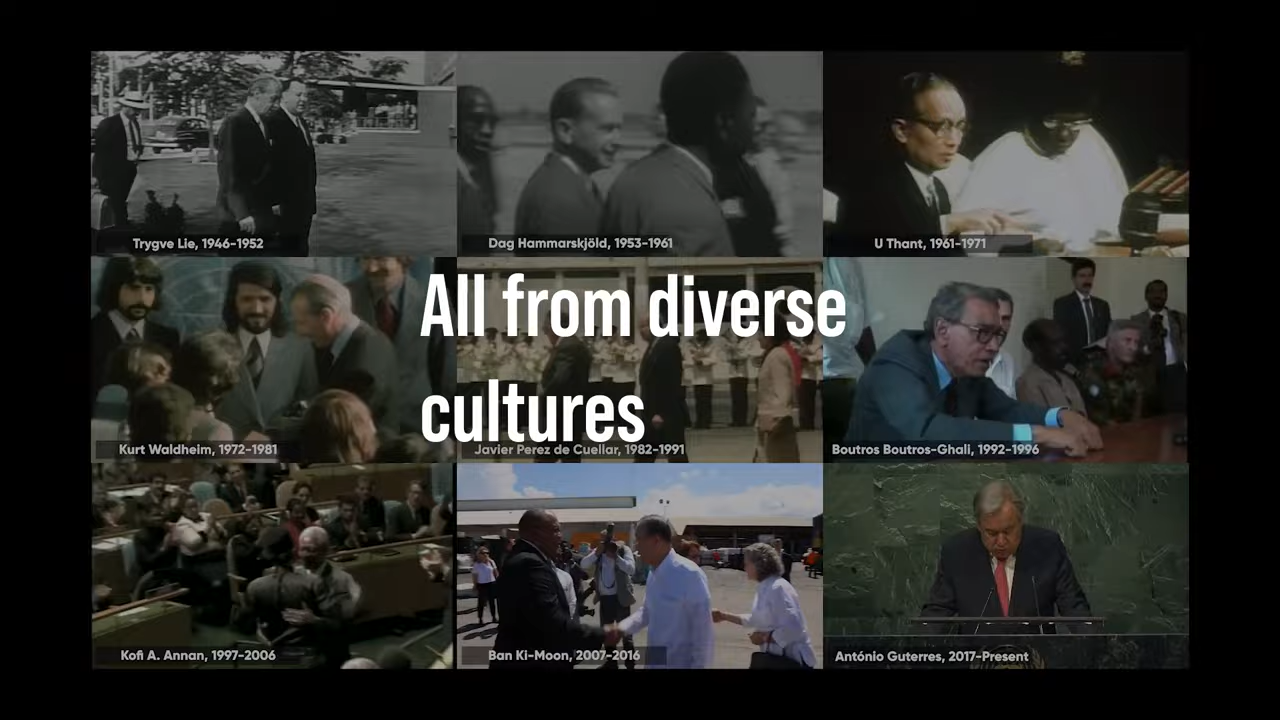 Trygve Lie, 1946-1952
Dag Hammarskjöld, 1953-1961
U Thant, 1961-1971
All from diverse
cultures
Kurt Waldheim, 1972-1981
Javier Perez de Cuellar, 1982-1991
Boutros Boutros-Ghali, 1992-1996
Kofi A. Annan, 1997-2006
Ban Ki-Moon, 2007-2016
António Guterres, 2017-Present